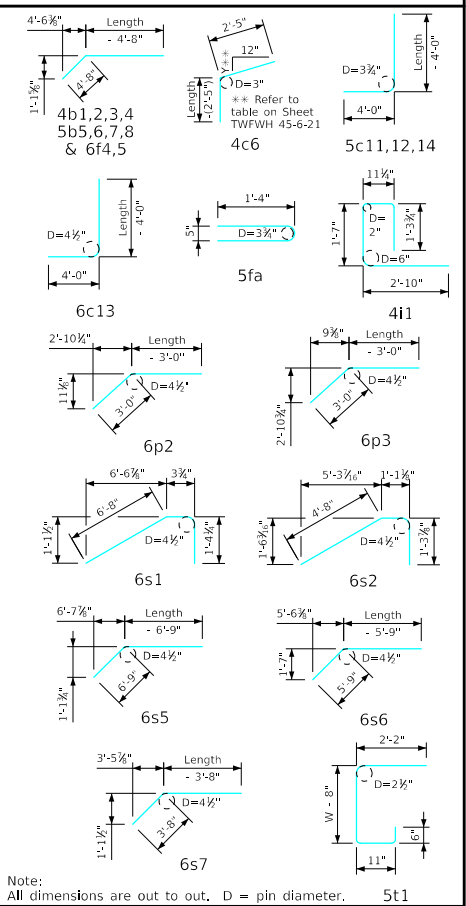 4'-6⅜" Length
- 4'-8"
1'-1⅝"
4'-8"
4b1,2,3,4
5b5,6,7,8
& 6f4,5
2'-5"
12"
Y**
D=3"
-(2'-5")
Length
** Refer to
table on Sheet
TWFWH 45-6-21
4c6
D=3¾"
Length
- 4'-0"
4'-0"
5c11,12,14
D=4½"
Length
- 4'-0"
4'-0"
6c13
1'-4"
5"
D=3¾"
5fa
11¼"
D=
2"
1'-7"
1'-3¾"
D=6"
2'-10"
4i1
2'-10¼" Length
- 3'-0"
11⅛"
D=4½"
3'-0"
6p2
9⅜" Length
- 3'-0"
2'-10¾"
D=4½"
3'-0"
6p3
6'-6⅞" 3¾"
6'-8"
1'-1½"
D=4½"
1'-4¼"
6s1
5'-3⁷⁄₁₆" 1'-1⅛"
4'-8"
1'-6³⁄₁₆"
D=4½"
1'-3⅞"
6s2
6'-7⅞" Length
- 6'-9"
1'-1¾"
D=4½"
6'-9"
6s5
5'-6⅜" Length
- 5'-9"
1'-7"
D=4½"
5'-9"
6s6
3'-5⅞" Length
- 3'-8"
1'-1½"
D=4½"
3'-8"
6s7
2'-2"
D=2½"
W - 8"
6"
11"
5t1
Note:
All dimensions are out to out. D = pin diameter.